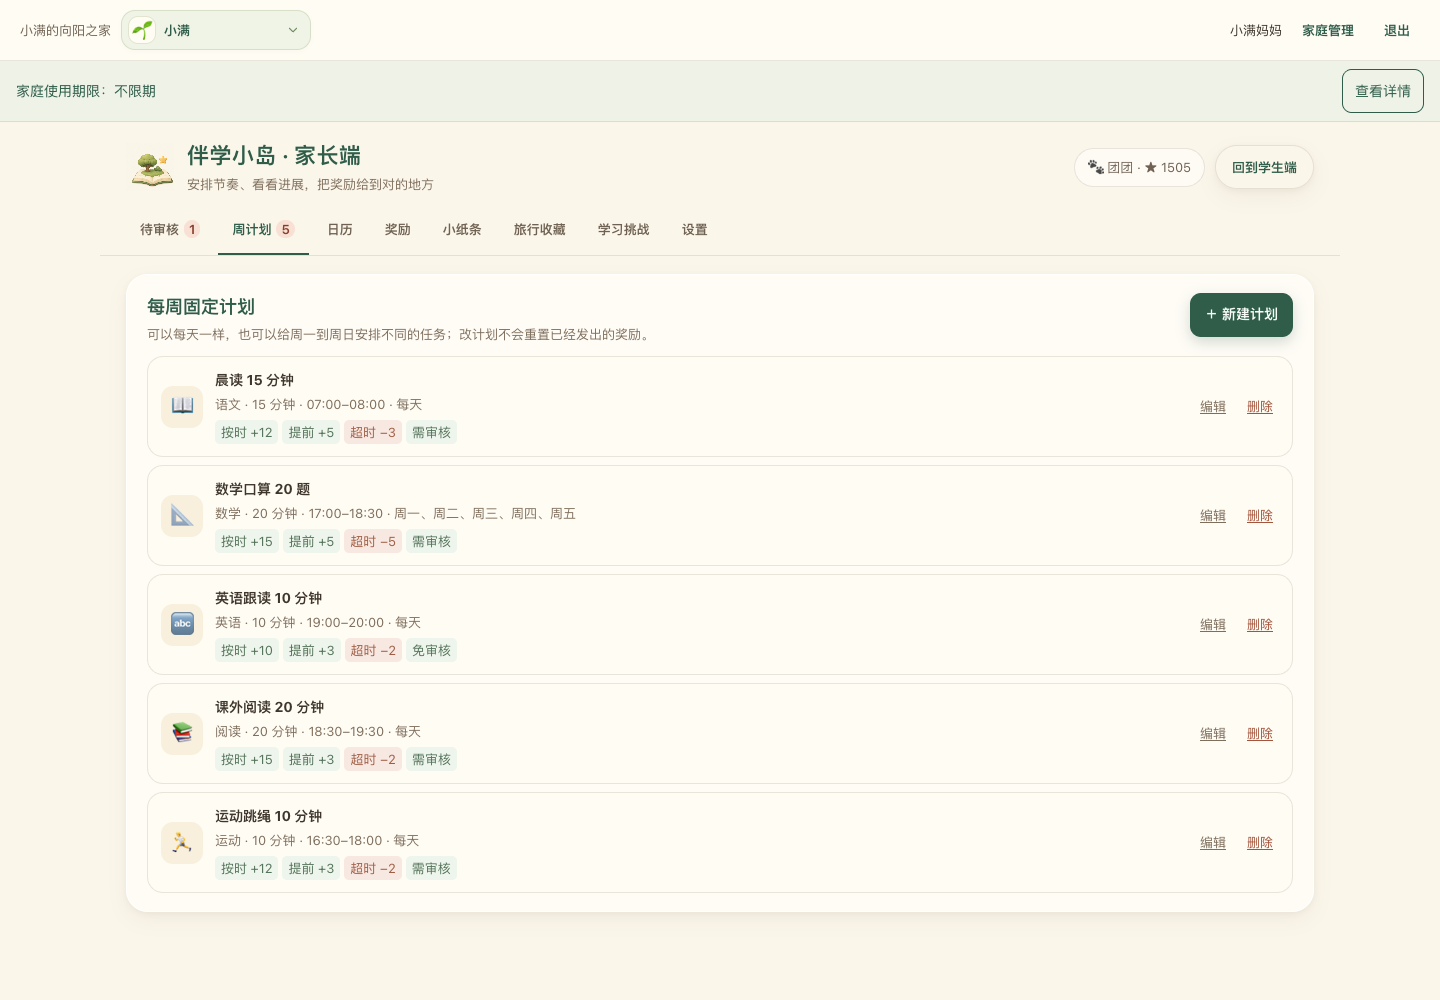 小满的向阳之家
小满
小满妈妈
家庭管理
退出
家庭使用期限：不限期
查看详情
伴学小岛 · 家长端
安排节奏、看看进展，把奖励给到对的地方
团团 · ★ 1505
回到学生端
待审核 1
周计划 5
日历
奖励
小纸条
旅行收藏
学习挑战
设置
每周固定计划
可以每天一样，也可以给周一到周日安排不同的任务；改计划不会重置已经发出的奖励。
+ 新建计划
晨读 15 分钟
语文 · 15 分钟 · 07:00–08:00 · 每天
按时 +12 提前 +5 超时 −3 需审核
编辑 删除
数学口算 20 题
数学 · 20 分钟 · 17:00–18:30 · 周一、周二、周三、周四、周五
按时 +15 提前 +5 超时 −5 需审核
编辑 删除
abc
英语跟读 10 分钟
英语 · 10 分钟 · 19:00–20:00 · 每天
按时 +10 提前 +3 超时 −2 免审核
编辑 删除
课外阅读 20 分钟
阅读 · 20 分钟 · 18:30–19:30 · 每天
按时 +15 提前 +3 超时 −2 需审核
编辑 删除
运动跳绳 10 分钟
运动 · 10 分钟 · 16:30–18:00 · 每天
按时 +12 提前 +3 超时 −2 需审核
编辑 删除